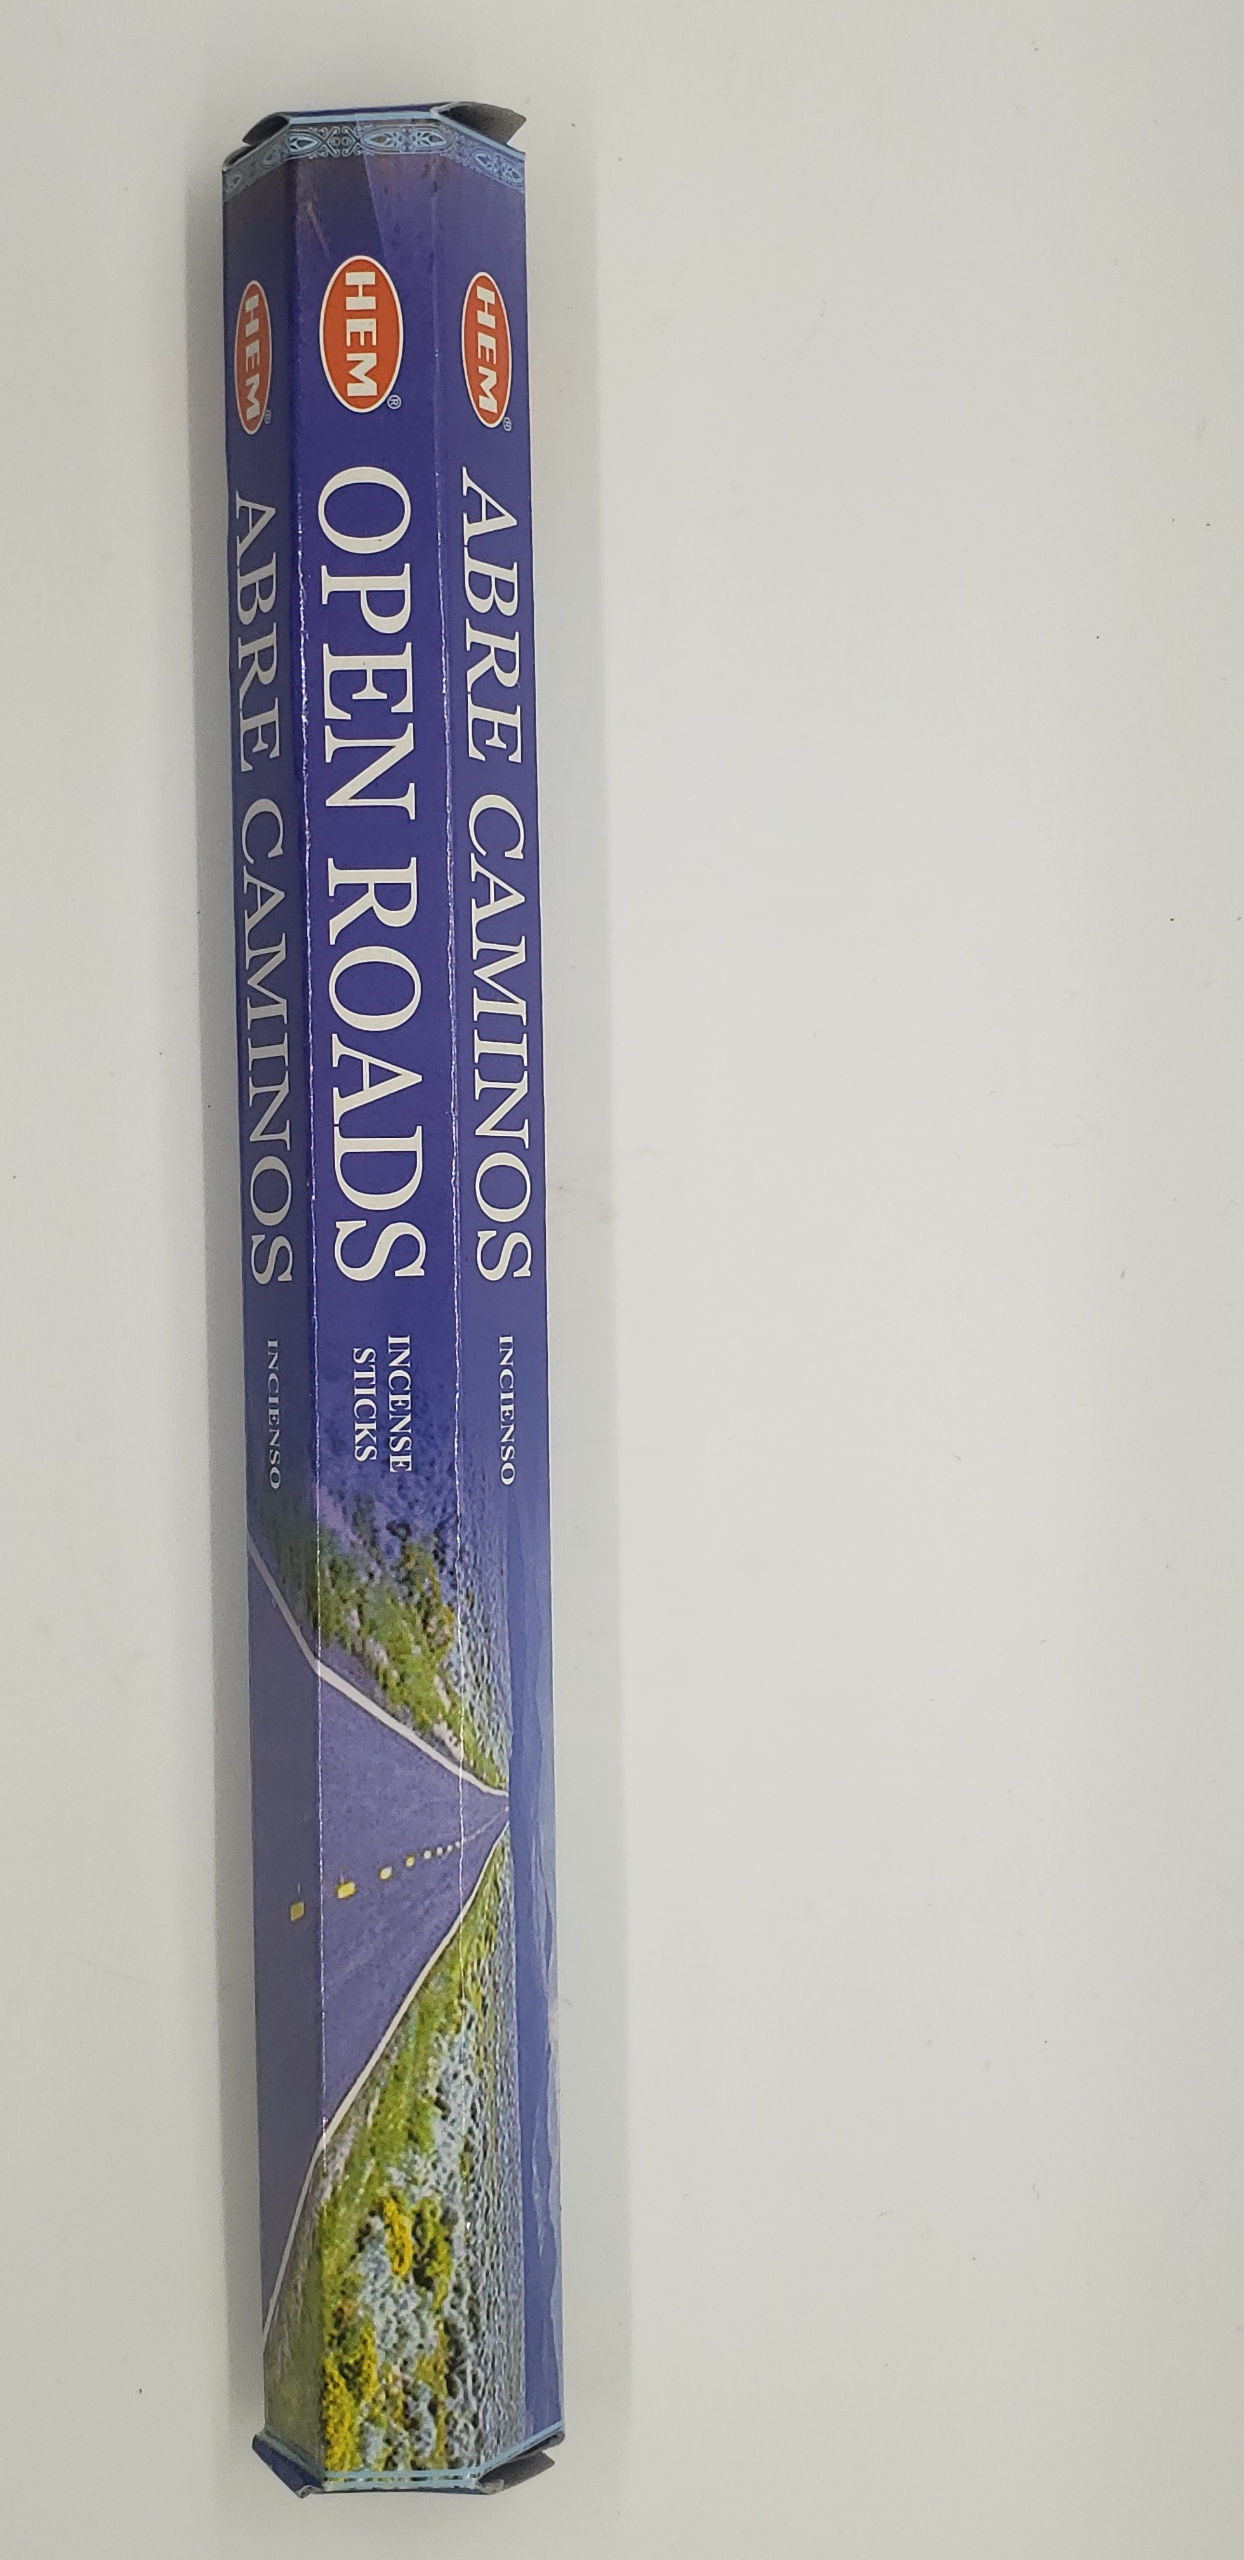 HEM®
ABRE CAMINOS
INCIENSO
HEM®
OPEN ROADS
INCENSE
STICKS
HEM®
ABRE CAMINOS
INCIENSO